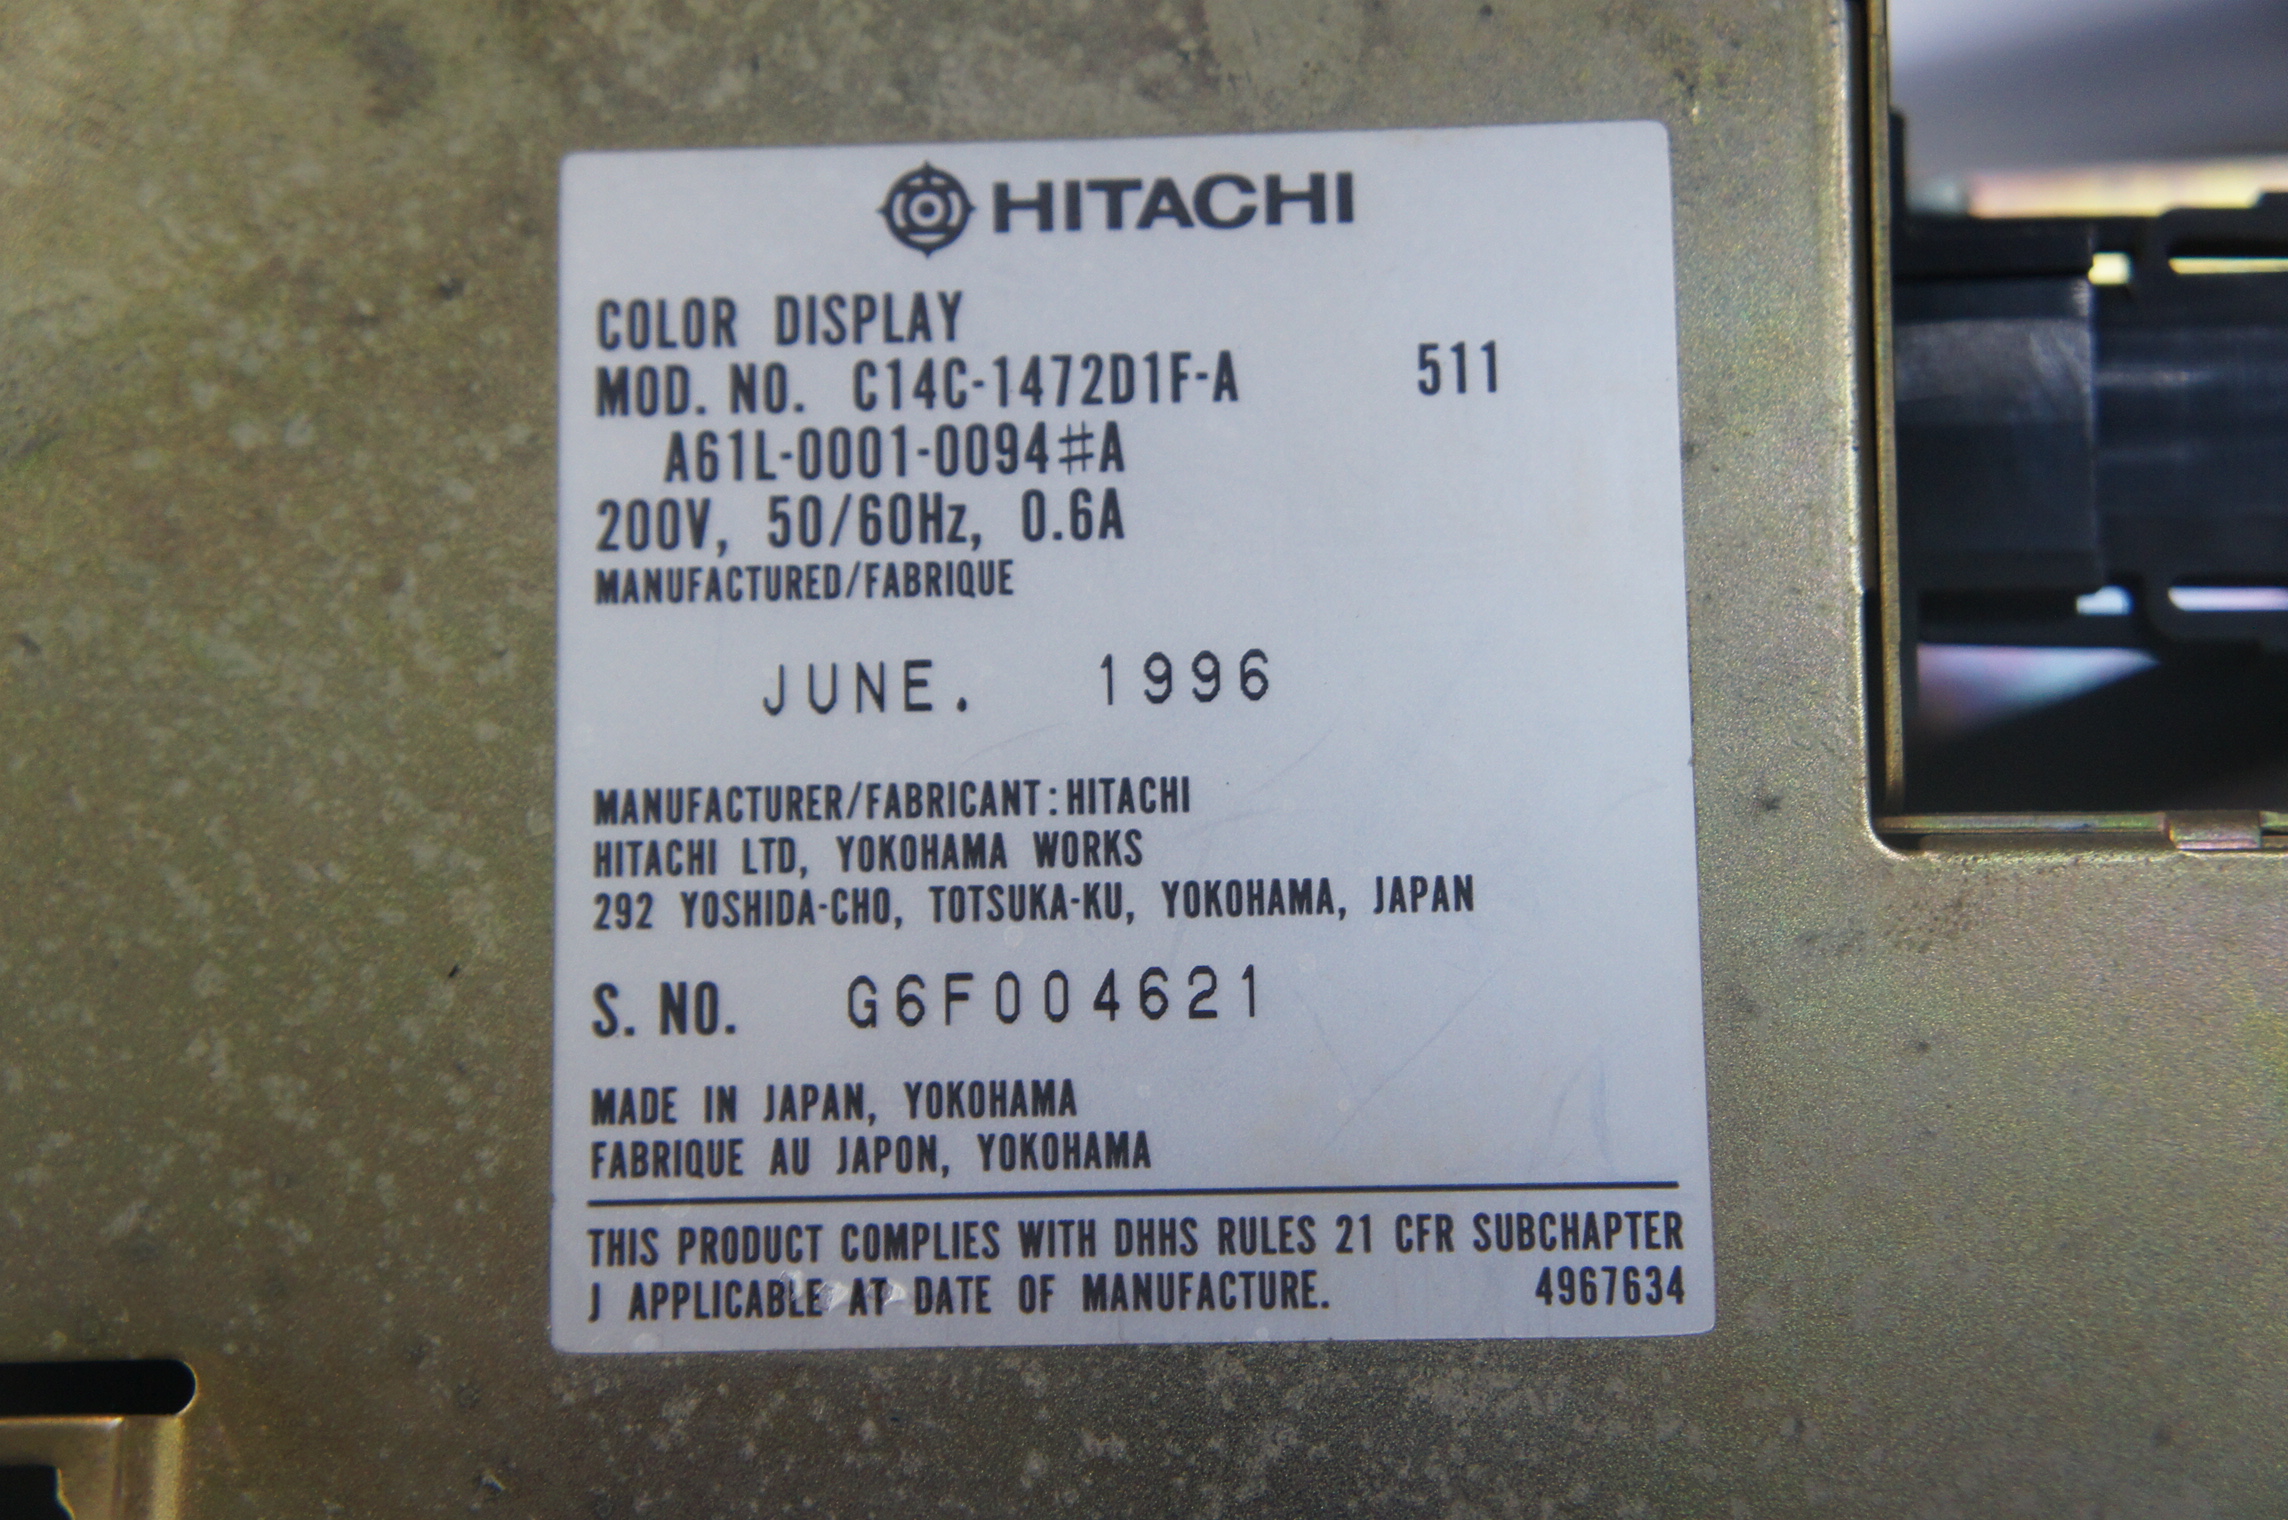 HITACHI
COLOR DISPLAY
MOD. NO. C14C-1472D1F-A 511
A61L-0001-0094#A
200V, 50/60Hz, 0.6A
MANUFACTURED/FABRIQUE
JUNE. 1996
MANUFACTURER/FABRICANT:HITACHI
HITACHI LTD, YOKOHAMA WORKS
292 YOSHIDA-CHO, TOTSUKA-KU, YOKOHAMA, JAPAN
S. NO. G6F004621
MADE IN JAPAN, YOKOHAMA
FABRIQUE AU JAPON, YOKOHAMA
THIS PRODUCT COMPLIES WITH DHHS RULES 21 CFR SUBCHAPTER
J APPLICABLE AT DATE OF MANUFACTURE. 4967634